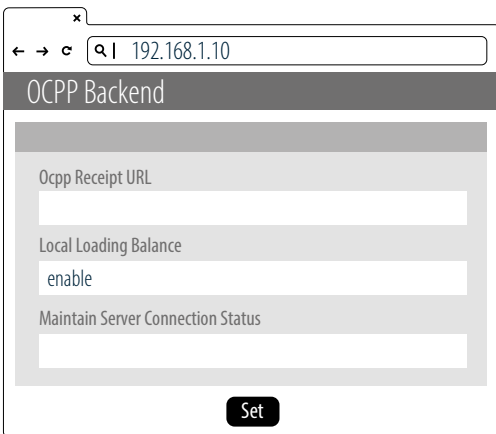 192.168.1.10
OCPP Backend
Ocpp Receipt URL
Local Loading Balance
enable
Maintain Server Connection Status
Set